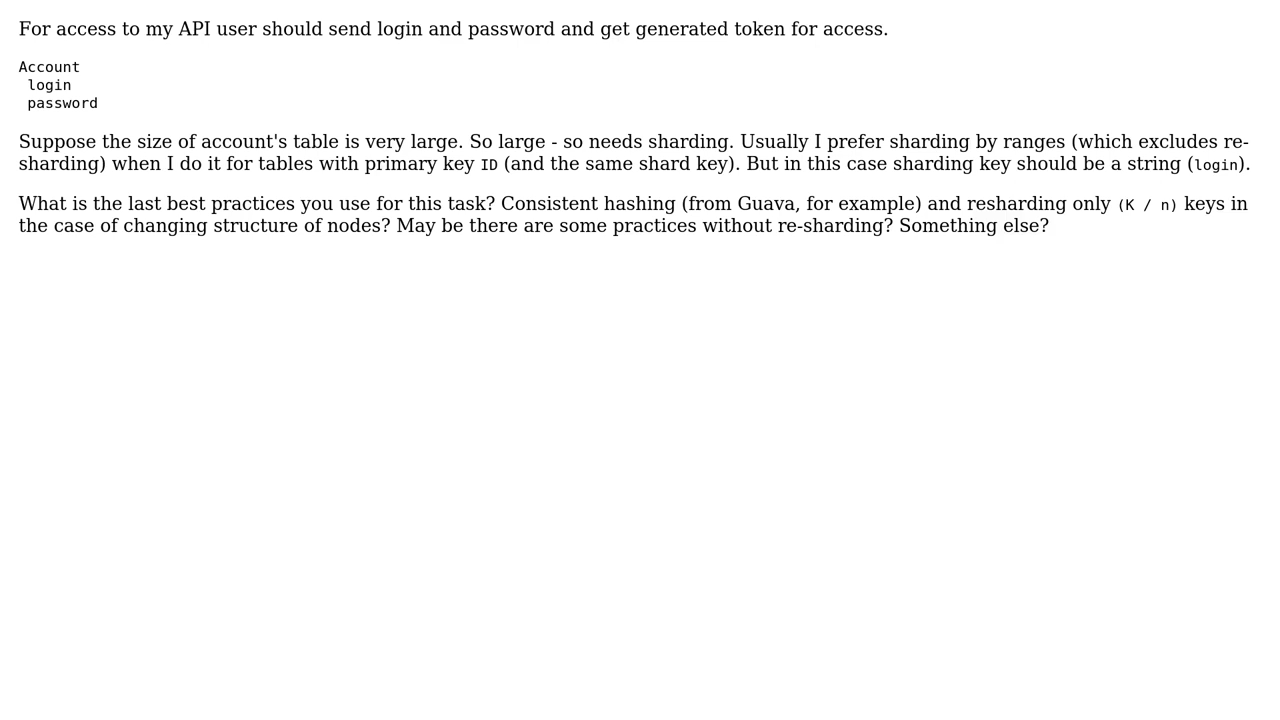 For access to my API user should send login and password and get generated token for access.
Account
 login
 password
Suppose the size of account's table is very large. So large - so needs sharding. Usually I prefer sharding by ranges (which excludes re-
sharding) when I do it for tables with primary key ID (and the same shard key). But in this case sharding key should be a string (login).
What is the last best practices you use for this task? Consistent hashing (from Guava, for example) and resharding only (K / n) keys in
the case of changing structure of nodes? May be there are some practices without re-sharding? Something else?